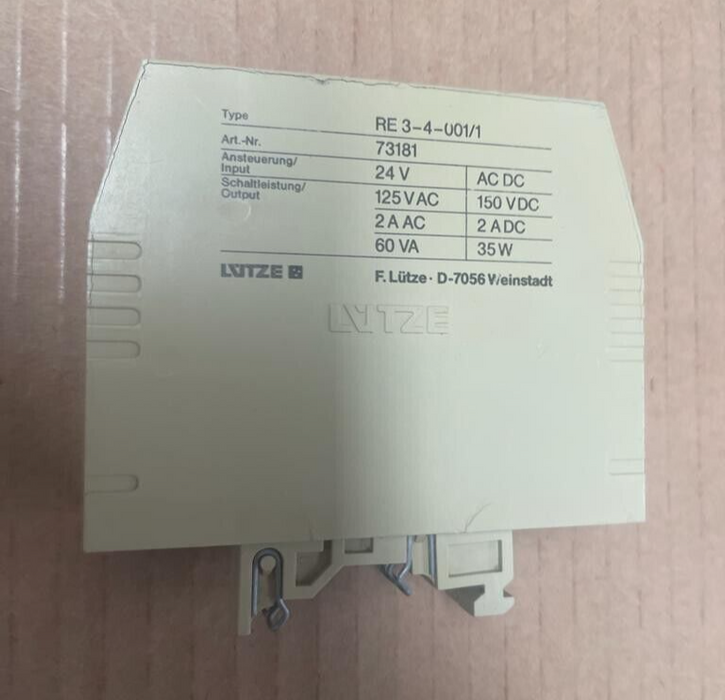 Type RE 3-4-001/1
Art.-Nr. 73181
Ansteuerung/
Input 24 V AC DC
Schaltleistung/
Output 125 V AC 150 V DC
2 A AC 2 A DC
60 VA 35 W
LÜTZE F. Lütze · D-7056 Weinstadt
LÜTZE